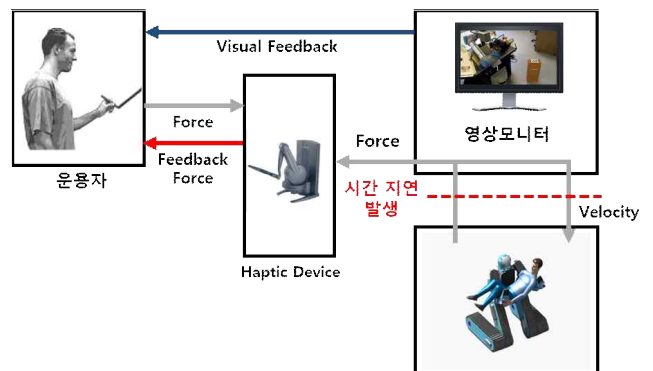 Visual Feedback
영상모니터
Force
Feedback
Force
운용자
Haptic Device
Force
시간 지연
발생
Velocity